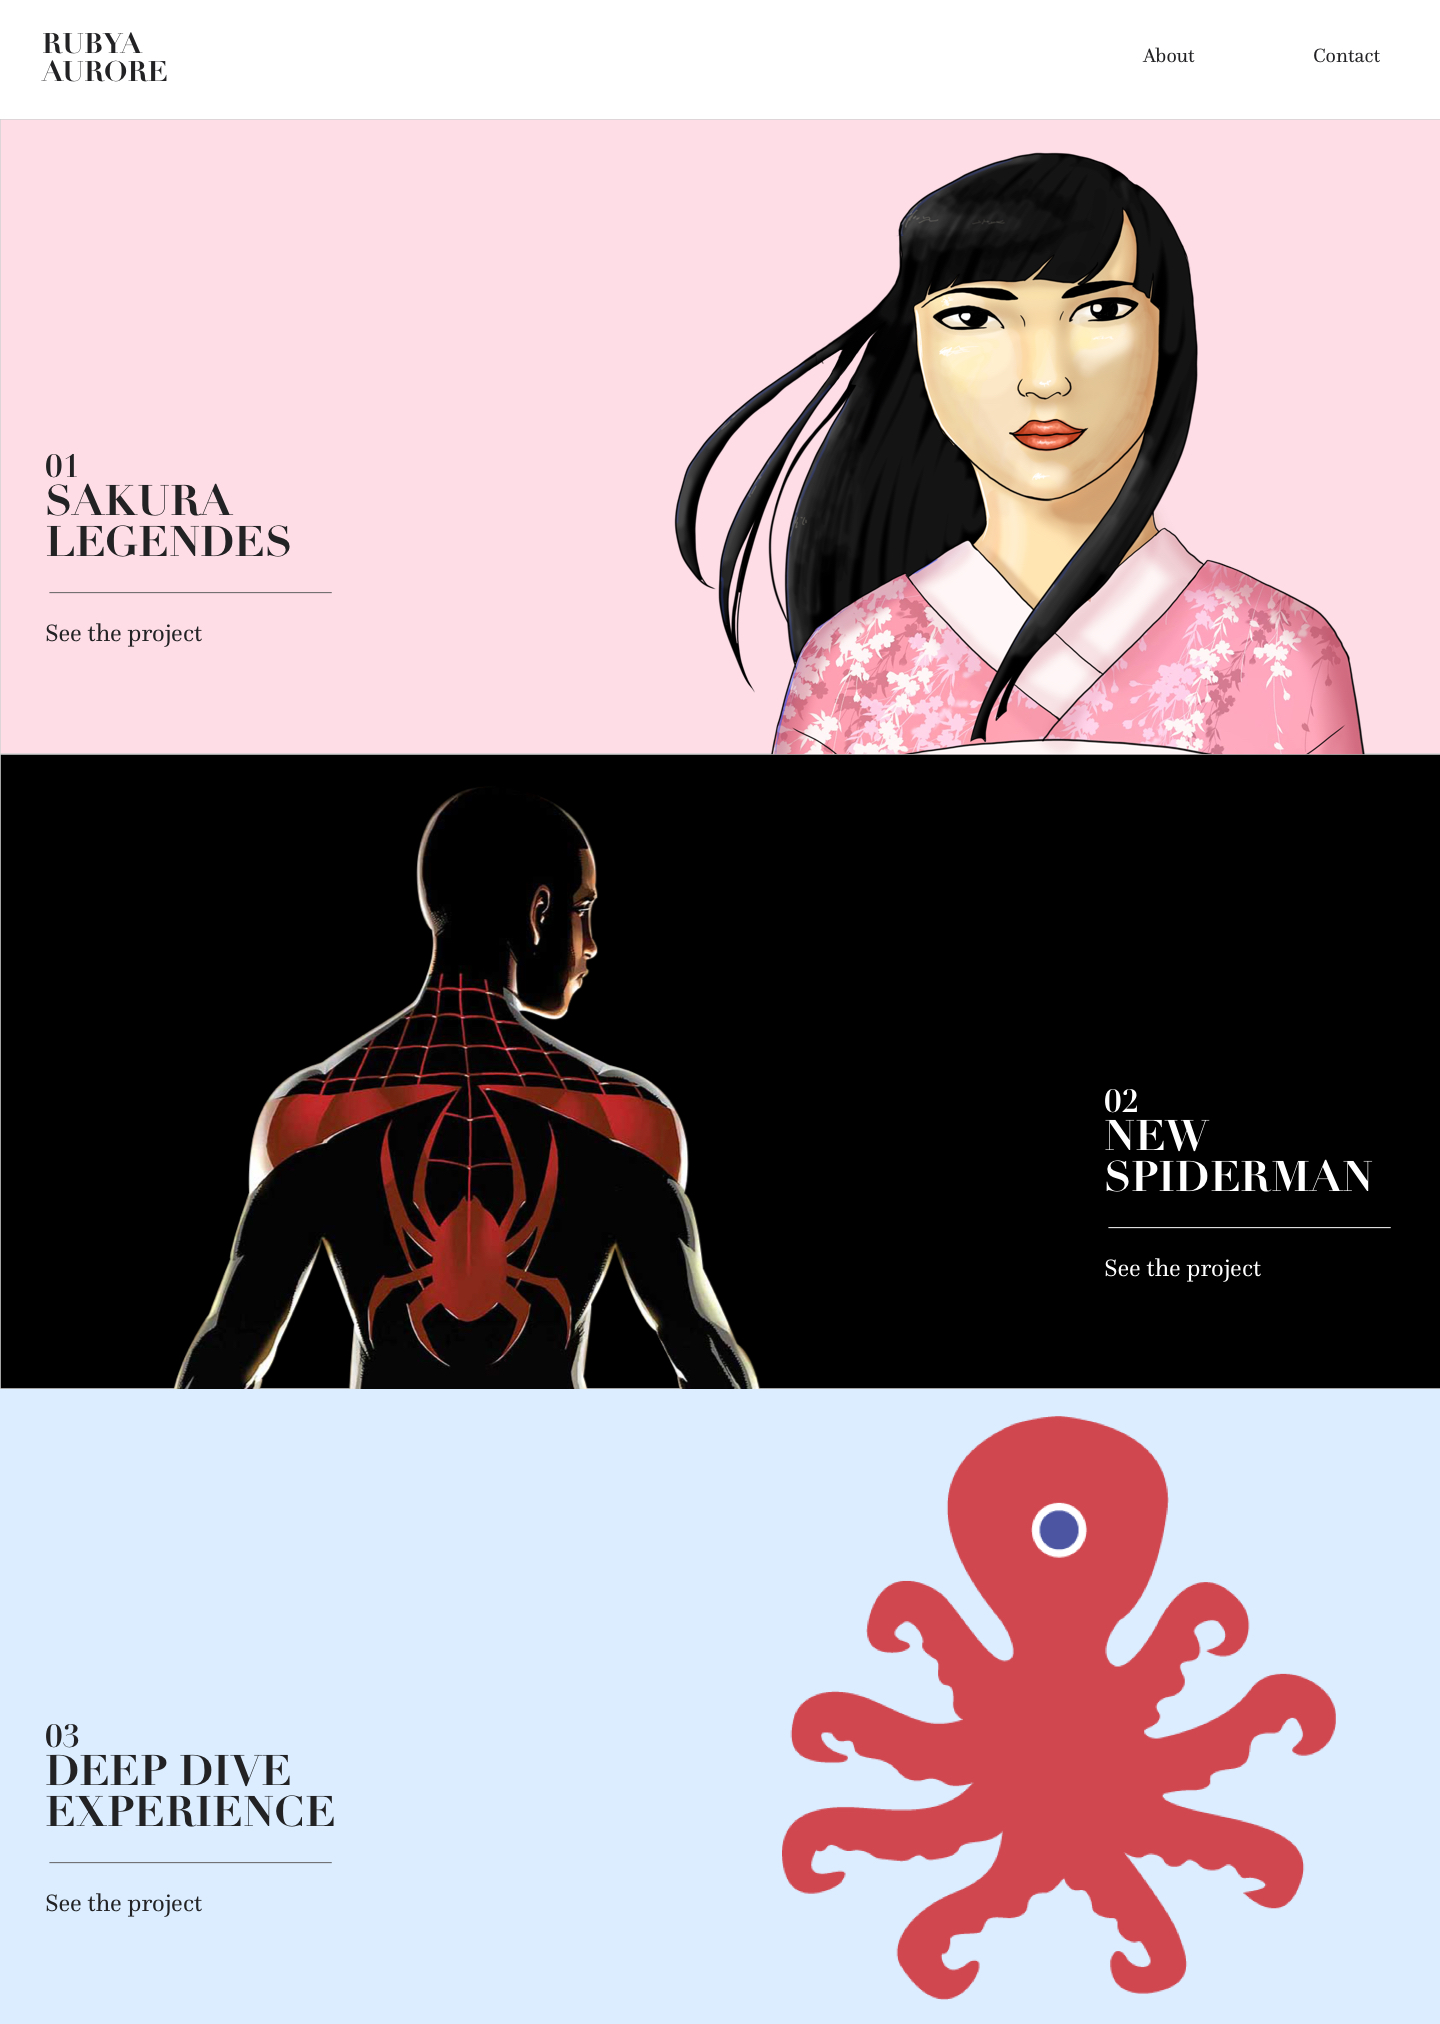 RUBYA
AURORE
About
Contact
01
SAKURA
LEGENDES
See the project
02
NEW
SPIDERMAN
See the project
03
DEEP DIVE
EXPERIENCE
See the project